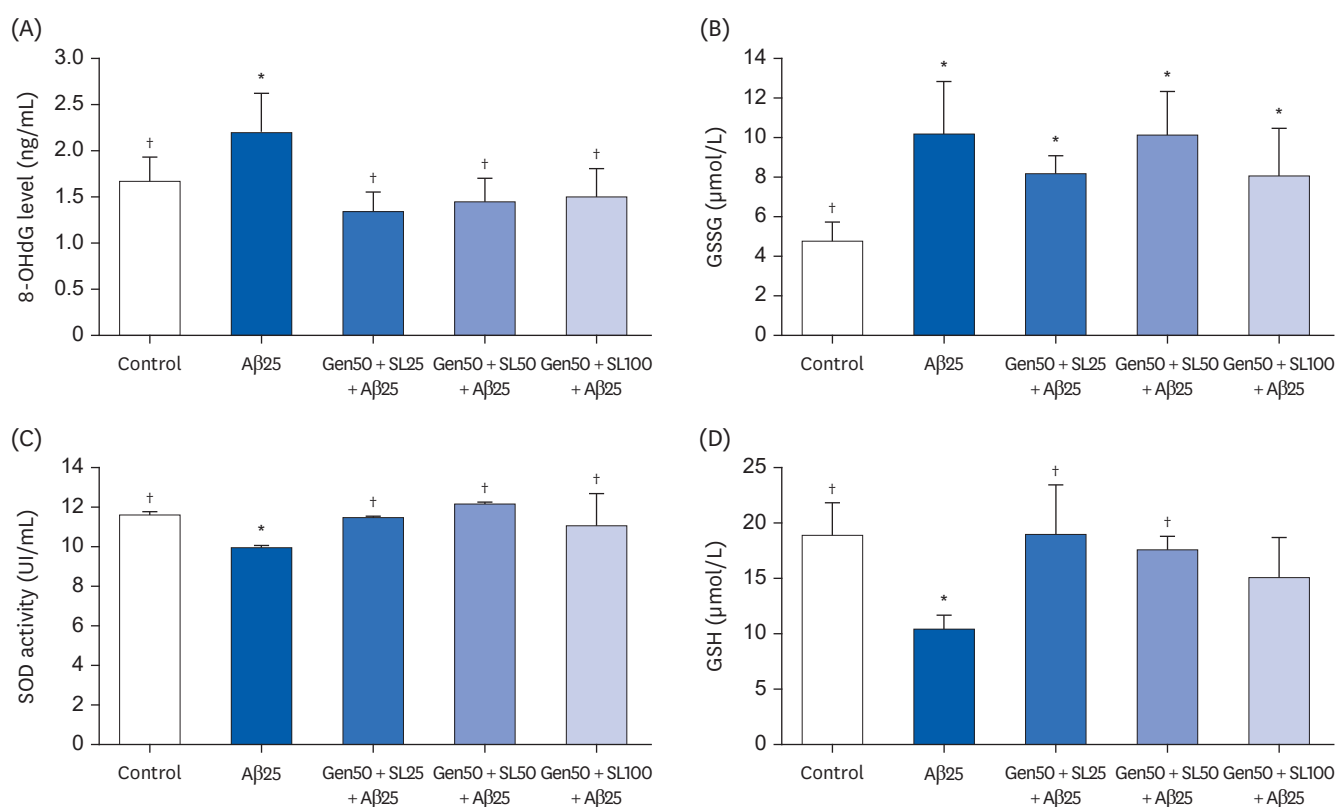 (A)
8-OHdG level (ng/mL)
3.0
2.5
2.0
1.5
1.0
0.5
0
† * † † †
Control Aβ25 Gen50 + SL25 Gen50 + SL50 Gen50 + SL100
+ Aβ25 + Aβ25 + Aβ25
(B)
GSSG (µmol/L)
14
12
10
8
6
4
2
0
† * * * *
Control Aβ25 Gen50 + SL25 Gen50 + SL50 Gen50 + SL100
+ Aβ25 + Aβ25 + Aβ25
(C)
SOD activity (UI/mL)
14
12
10
8
6
4
2
0
† * † † †
Control Aβ25 Gen50 + SL25 Gen50 + SL50 Gen50 + SL100
+ Aβ25 + Aβ25 + Aβ25
(D)
GSH (µmol/L)
25
20
15
10
5
0
† * † †
Control Aβ25 Gen50 + SL25 Gen50 + SL50 Gen50 + SL100
+ Aβ25 + Aβ25 + Aβ25